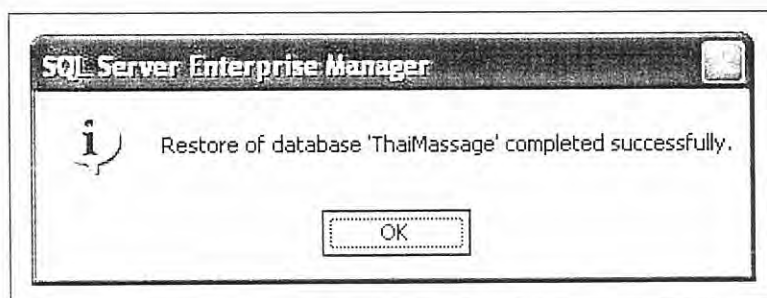 SQL Server Enterprise Manager
Restore of database 'ThaiMassage' completed successfully.
OK